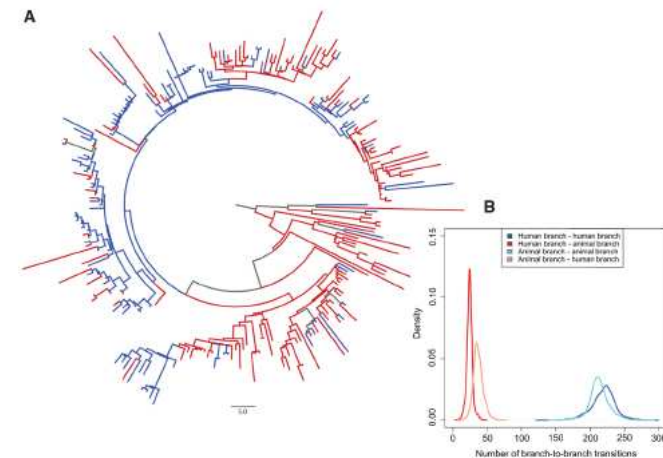 A
B
Human branch - human branch
Human branch - animal branch
Animal branch - animal branch
Animal branch - human branch
0.15
0.10
0.05
0.00
Density
0
50
100
150
200
250
300
Number of branch-to-branch transitions
5.0